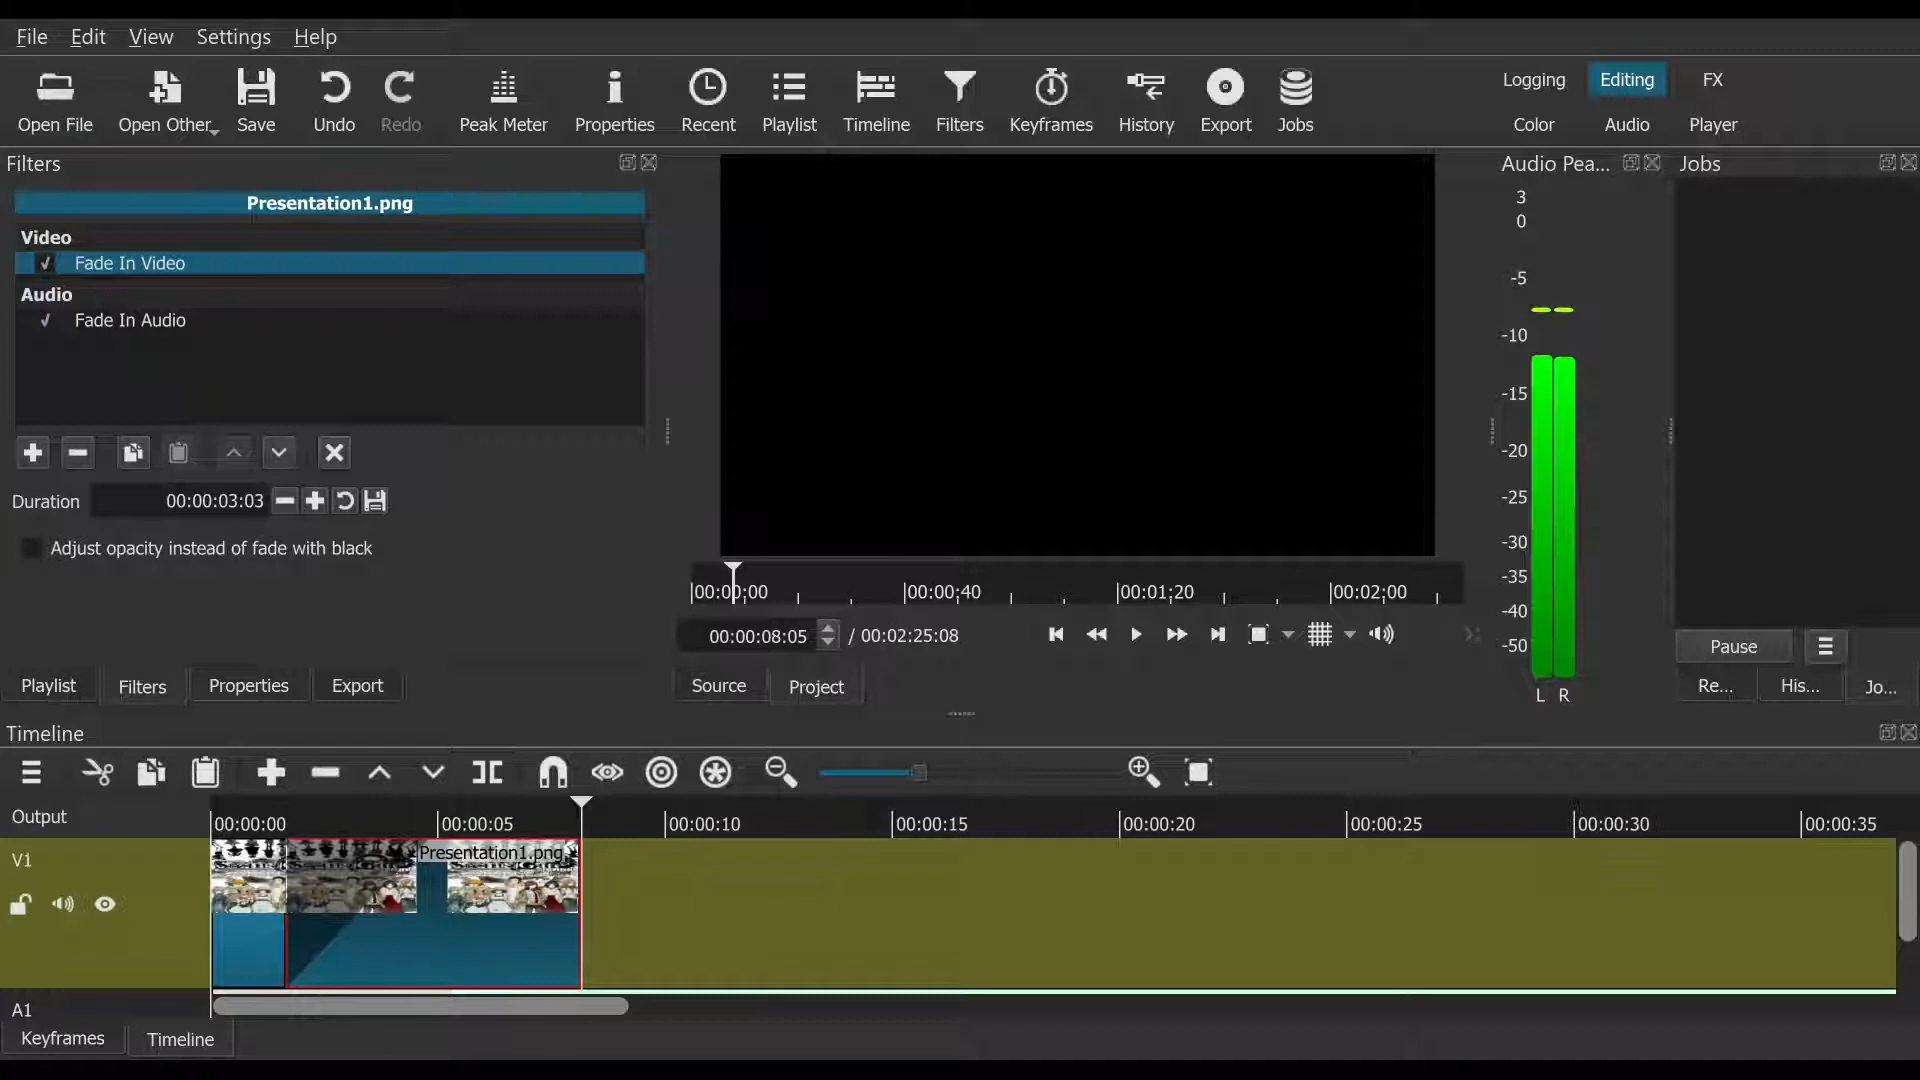 File Edit View Settings Help
Open File Open Other Save Undo Redo Peak Meter Properties Recent Playlist Timeline Filters Keyframes History Export Jobs
Logging Editing FX
Color Audio Player
Filters
Presentation1.png
Video
Fade In Video
Audio
Fade In Audio
Duration 00:00:03:03
Adjust opacity instead of fade with black
Playlist Filters Properties Export
00:00:00 00:00:40 00:01:20 00:02:00
00:00:08:05 / 00:02:25:08
Source Project
Audio Pea...
3
0
-5
-10
-15
-20
-25
-30
-35
-40
-50
L R
Jobs
Pause
Re... His... Jo...
Timeline
Output
00:00:00 00:00:05 00:00:10 00:00:15 00:00:20 00:00:25 00:00:30 00:00:35
V1
Presentation1.png
A1
Keyframes Timeline